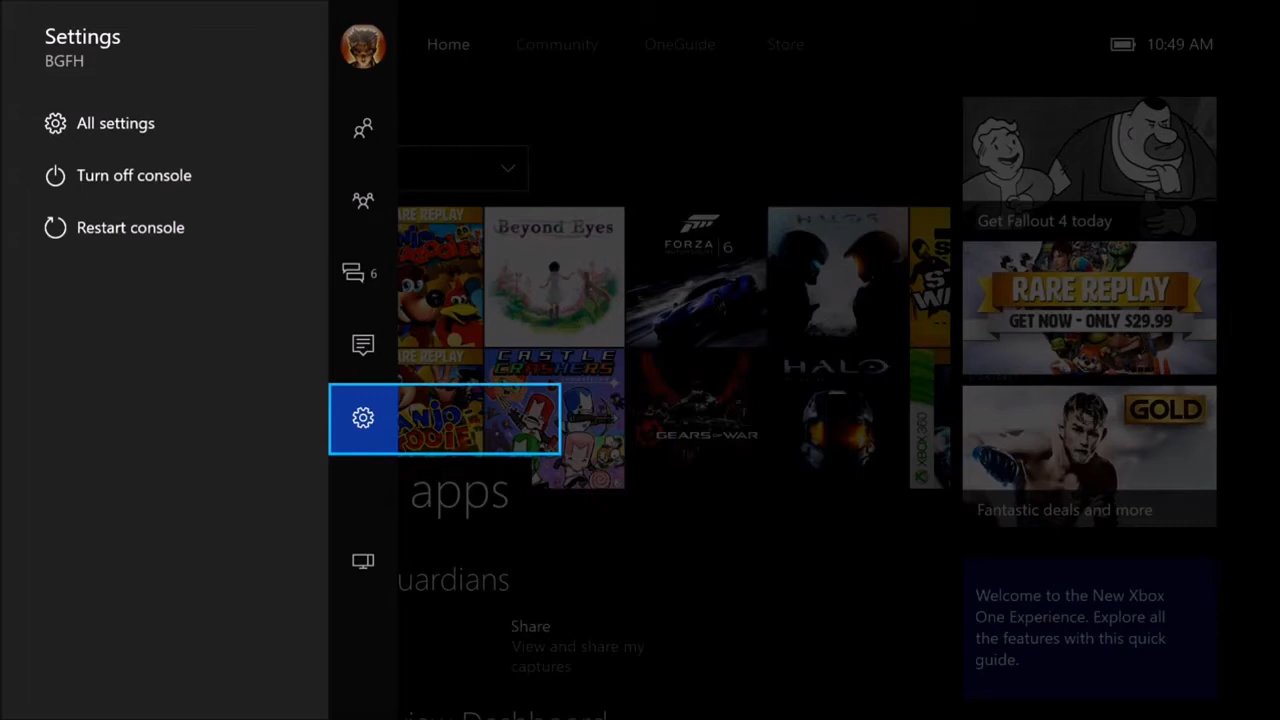 Settings
BGFH
All settings
Turn off console
Restart console
6
Home
Community
OneGuide
Store
10:49 AM
RARE REPLAY
Beyond Eyes
FORZA 6
HALO
RARE REPLAY
CASTLE
CRASHERS
GEARS OF WAR
HALO
XBOX 360
Get Fallout 4 today
RARE REPLAY
GET NOW - ONLY $29.99
GOLD
Fantastic deals and more
apps
uardians
Share
View and share my
captures
Welcome to the New Xbox
One Experience. Explore all
the features with this quick
guide.